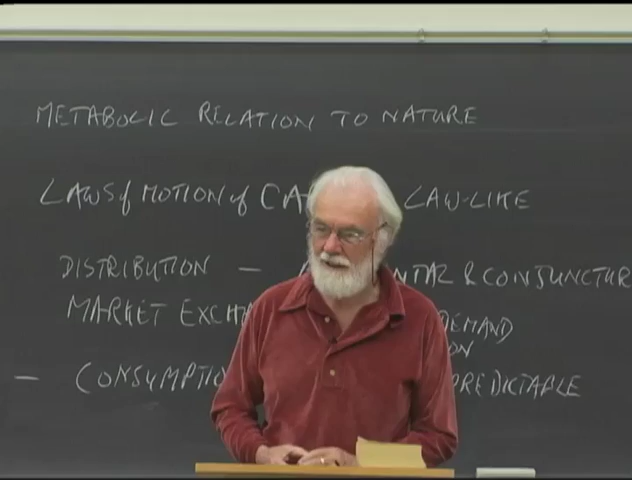 METABOLIC RELATION TO NATURE
LAWS of MOTION of CA LAW-LIKE
DISTRIBUTION — NTAL & CONJUNCTUR
MARKET EXCHA DEMAND
ON
— CONSUMPTIO PREDICTABLE